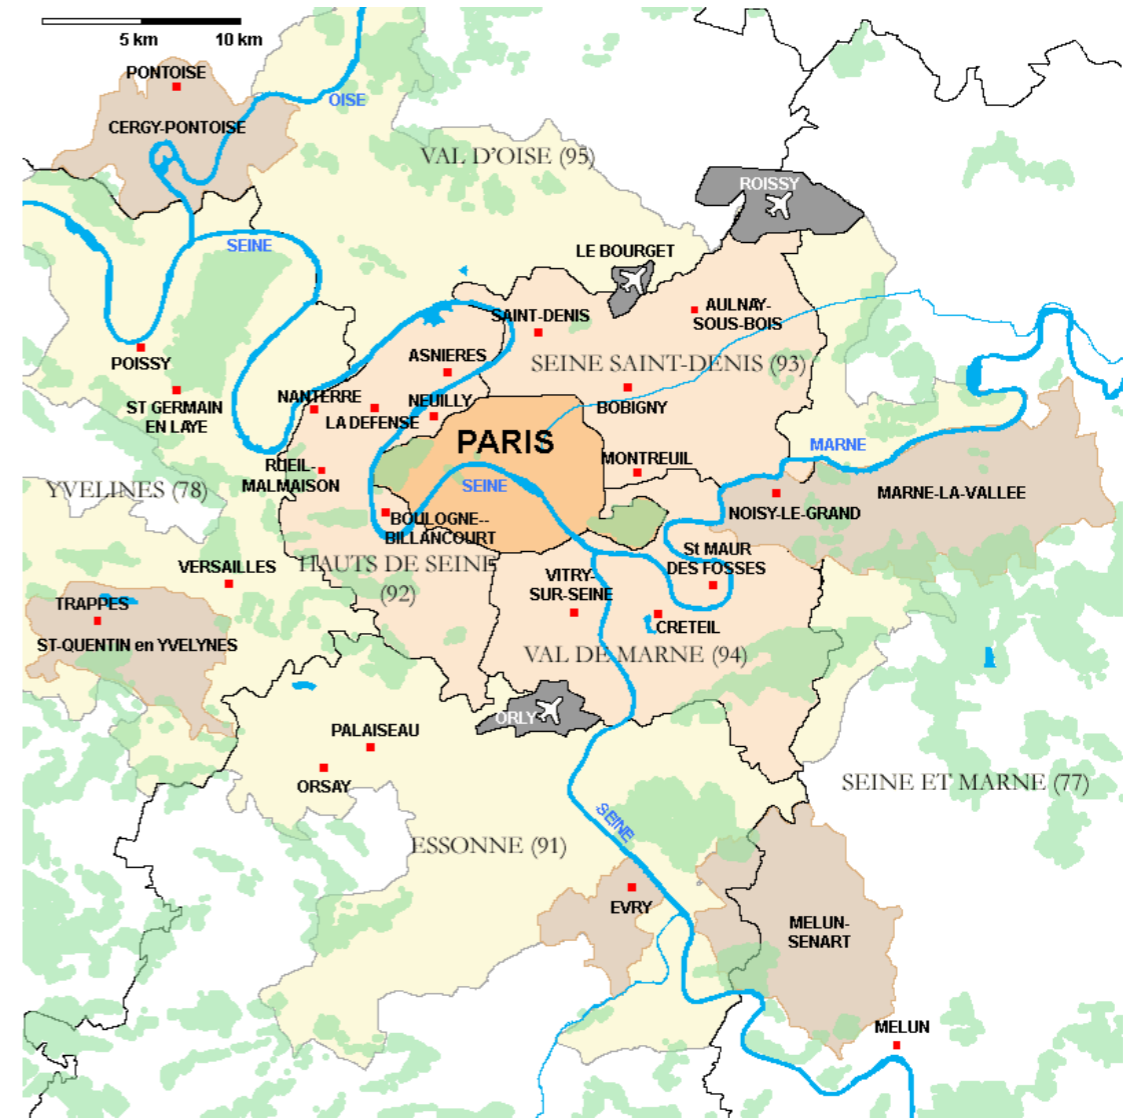 5 km 10 km
PONTOISE
OISE
CERGY-PONTOISE
VAL D'OISE (95)
ROISSY
SEINE
LE BOURGET
SAINT-DENIS
AULNAY-
SOUS-BOIS
POISSY
ASNIERES
SEINE SAINT-DENIS (93)
NANTERRE
NEUILLY
ST GERMAIN
EN LAYE
LA DEFENSE
BOBIGNY
PARIS
MARNE
RUEIL-
MALMAISON
MONTREUIL
YVELINES (78)
SEINE
MARNE-LA-VALLEE
NOISY-LE-GRAND
BOULOGNE--
BILLANCOURT
St MAUR
DES FOSSES
HAUTS DE SEINE
(92)
VERSAILLES
VITRY-
SUR-SEINE
TRAPPES
CRETEIL
ST-QUENTIN en YVELYNES
VAL DE MARNE (94)
ORLY
PALAISEAU
ORSAY
SEINE ET MARNE (77)
SEINE
ESSONNE (91)
EVRY
MELUN-
SENART
MELUN